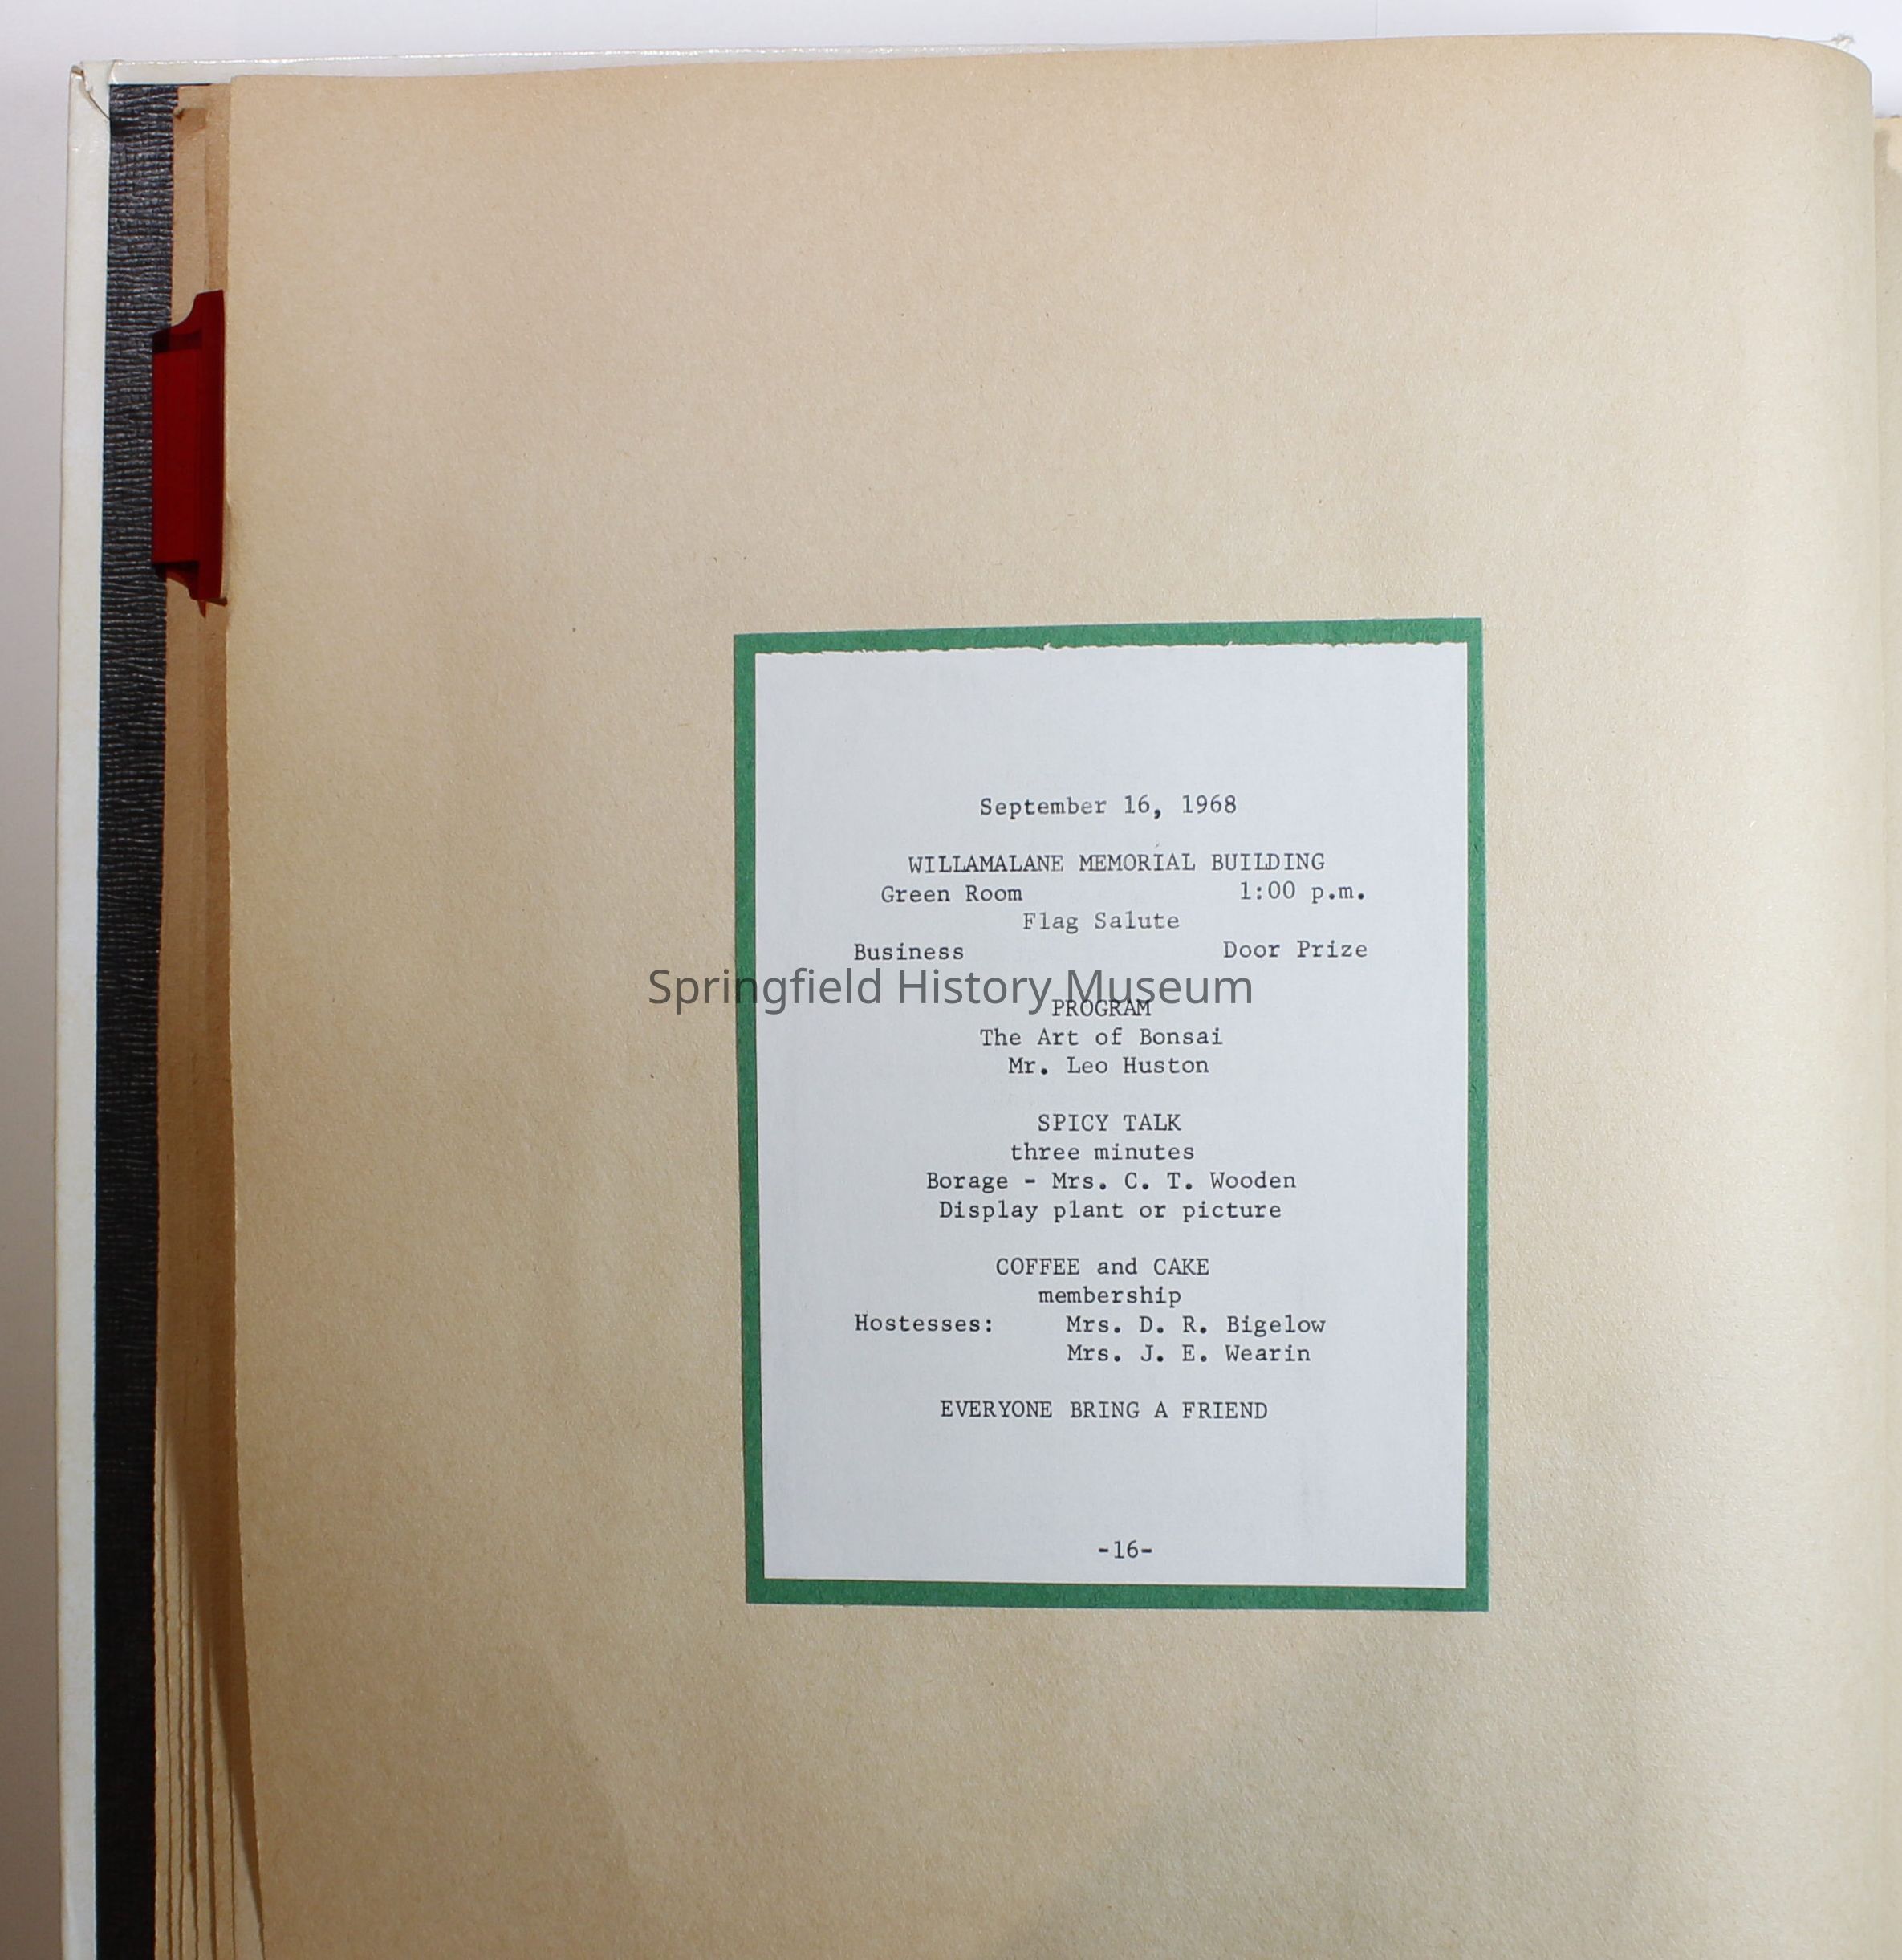 September 16, 1968
WILLAMALANE MEMORIAL BUILDING
Green Room 1:00 p.m.
Flag Salute
Business Door Prize
Springfield History Museum
PROGRAM
The Art of Bonsai
Mr. Leo Huston
SPICY TALK
three minutes
Borage - Mrs. C. T. Wooden
Display plant or picture
COFFEE and CAKE
membership
Hostesses: Mrs. D. R. Bigelow
Mrs. J. E. Wearin
EVERYONE BRING A FRIEND
-16-